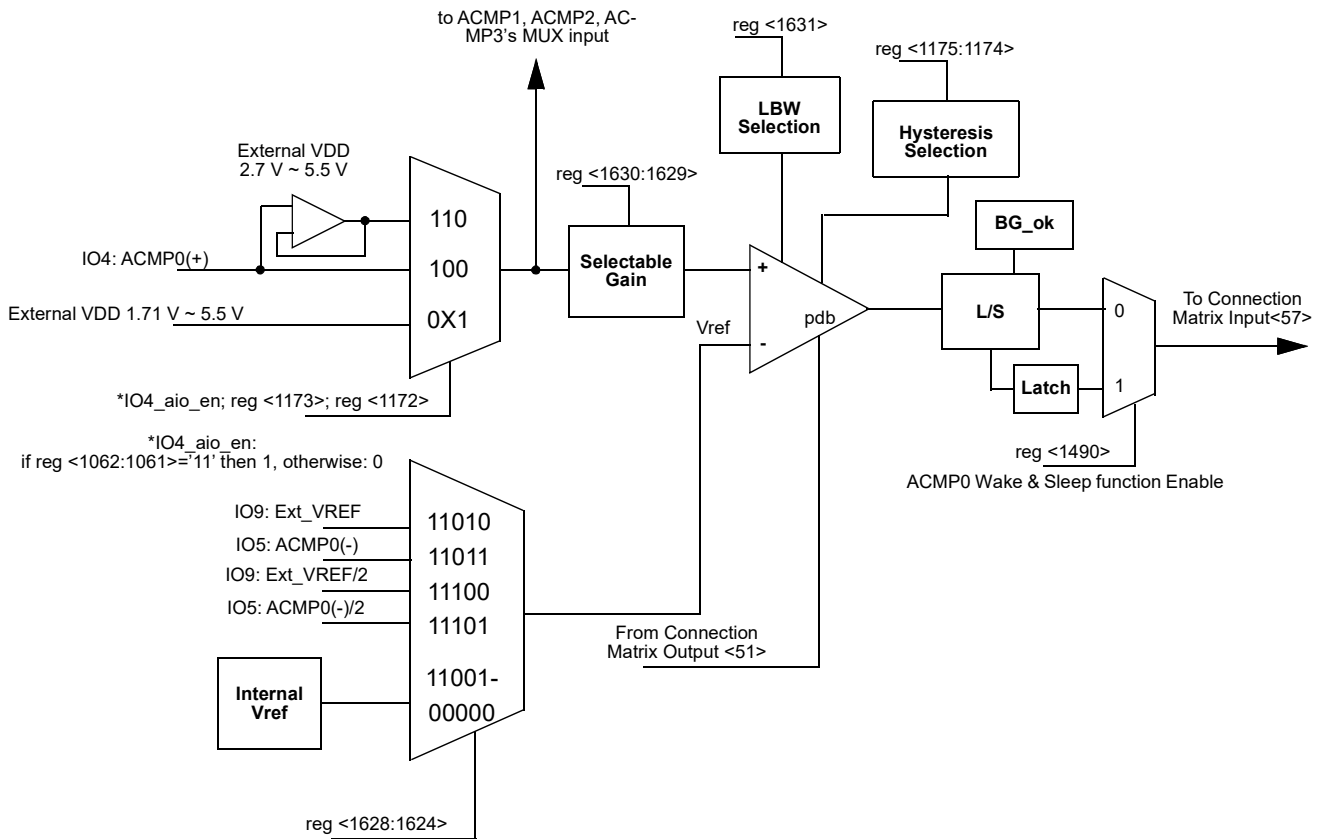 to ACMP1, ACMP2, AC-
MP3's MUX input
reg <1631>
reg <1175:1174>
LBW
Selection
Hysteresis
Selection
External VDD
2.7 V ~ 5.5 V
reg <1630:1629>
110
BG_ok
IO4: ACMP0(+)
100
Selectable
Gain
+
External VDD 1.71 V ~ 5.5 V
0X1
Vref
-
pdb
L/S
0
To Connection
Matrix Input<57>
Latch
1
*IO4_aio_en; reg <1173>; reg <1172>
*IO4_aio_en:
if reg <1062:1061>='11' then 1, otherwise: 0
reg <1490>
ACMP0 Wake & Sleep function Enable
IO9: Ext_VREF
11010
IO5: ACMP0(-)
11011
IO9: Ext_VREF/2
11100
IO5: ACMP0(-)/2
11101
From Connection
Matrix Output <51>
Internal
Vref
11001-
00000
reg <1628:1624>